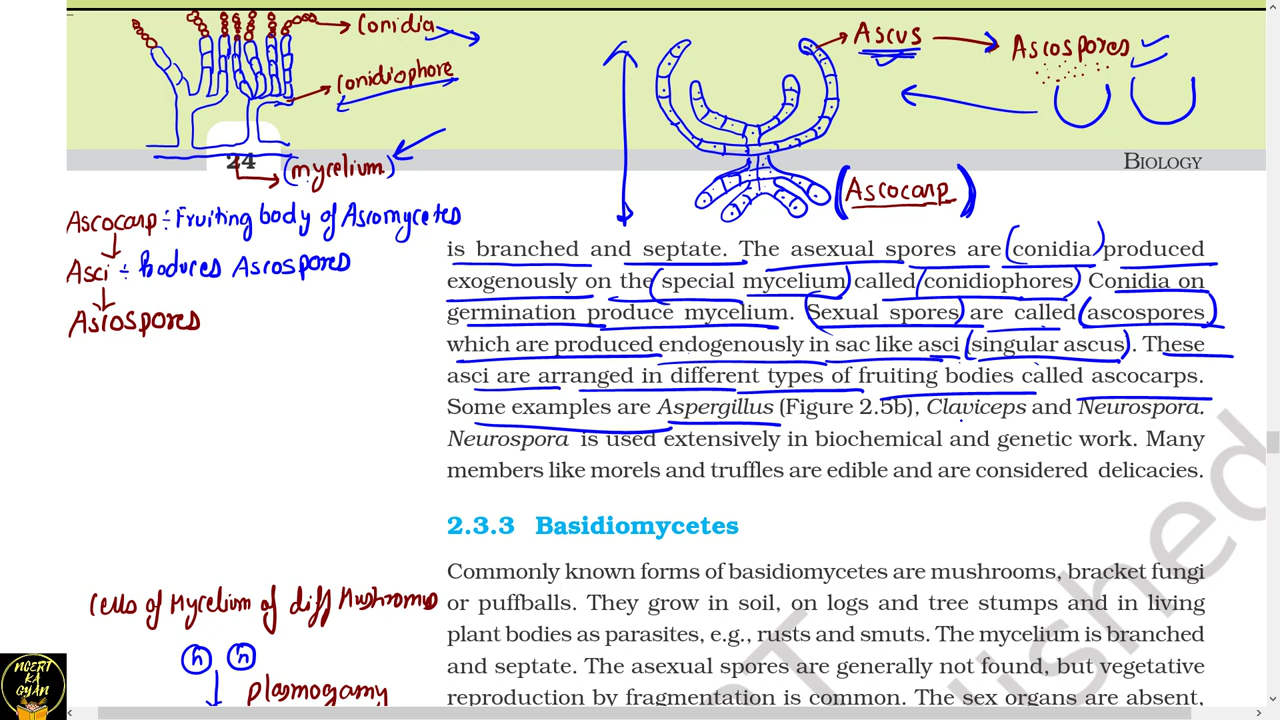 Conidia
Conidiophore
24
(mycelium)
Ascus
Ascospores
(Ascocarp)
BIOLOGY
Ascocarp :- Fruiting body of Ascomycetes
Asci :- Produces Ascospores
Ascospores
is branched and septate. The asexual spores are conidia produced
exogenously on the special mycelium called conidiophores. Conidia on
germination produce mycelium. Sexual spores are called ascospores
which are produced endogenously in sac like asci (singular ascus). These
asci are arranged in different types of fruiting bodies called ascocarps.
Some examples are Aspergillus (Figure 2.5b), Claviceps and Neurospora.
Neurospora is used extensively in biochemical and genetic work. Many
members like morels and truffles are edible and are considered delicacies.
2.3.3 Basidiomycetes
Commonly known forms of basidiomycetes are mushrooms, bracket fungi
or puffballs. They grow in soil, on logs and tree stumps and in living
plant bodies as parasites, e.g., rusts and smuts. The mycelium is branched
and septate. The asexual spores are generally not found, but vegetative
reproduction by fragmentation is common. The sex organs are absent,
Cells of Mycelium of diff Mushrooms
n n
plasmogamy
NCERT
KA
GYAN